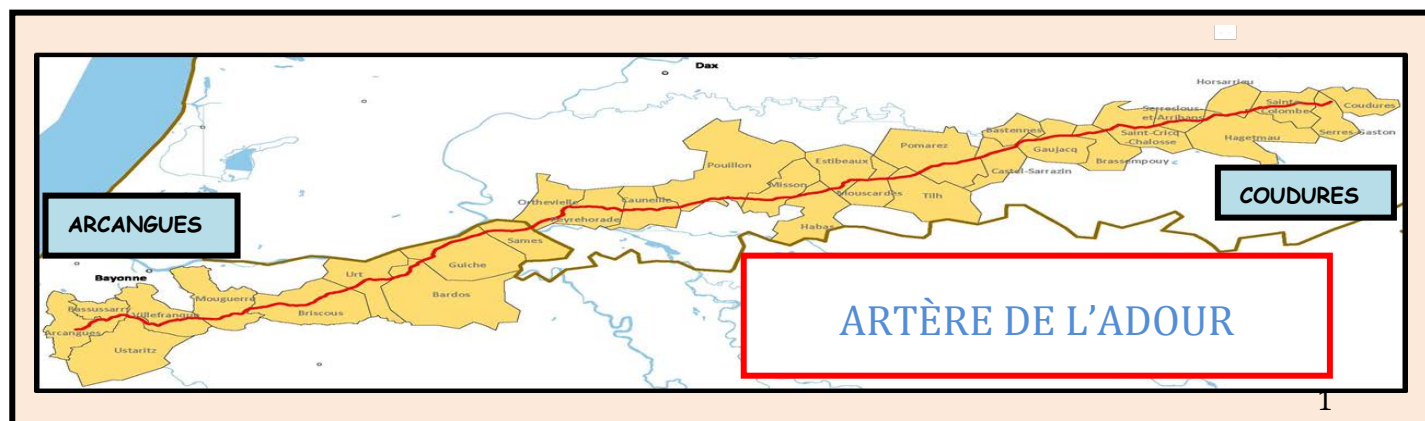 Dax
Horsarrieu
Sainte
Colombe
Coudures
Serreslous-
et-Arribans
Bastennes
Saint-Cricq
Chalosse
Hagetmau
Serres-Gaston
Pomarez
Gaujacq
Brassempouy
Pouillon
Estibeaux
Castel-Sarrazin
Misson
Mouscardès
Tilh
COUDURES
Orthevielle
Cauneille
Peyrehorade
Habas
ARCANGUES
Sames
Guiche
Urt
Bayonne
Bardos
Mouguerre
Briscous
Bassussarry
Villefranque
Arcangues
Ustaritz
ARTÈRE DE L’ADOUR
1